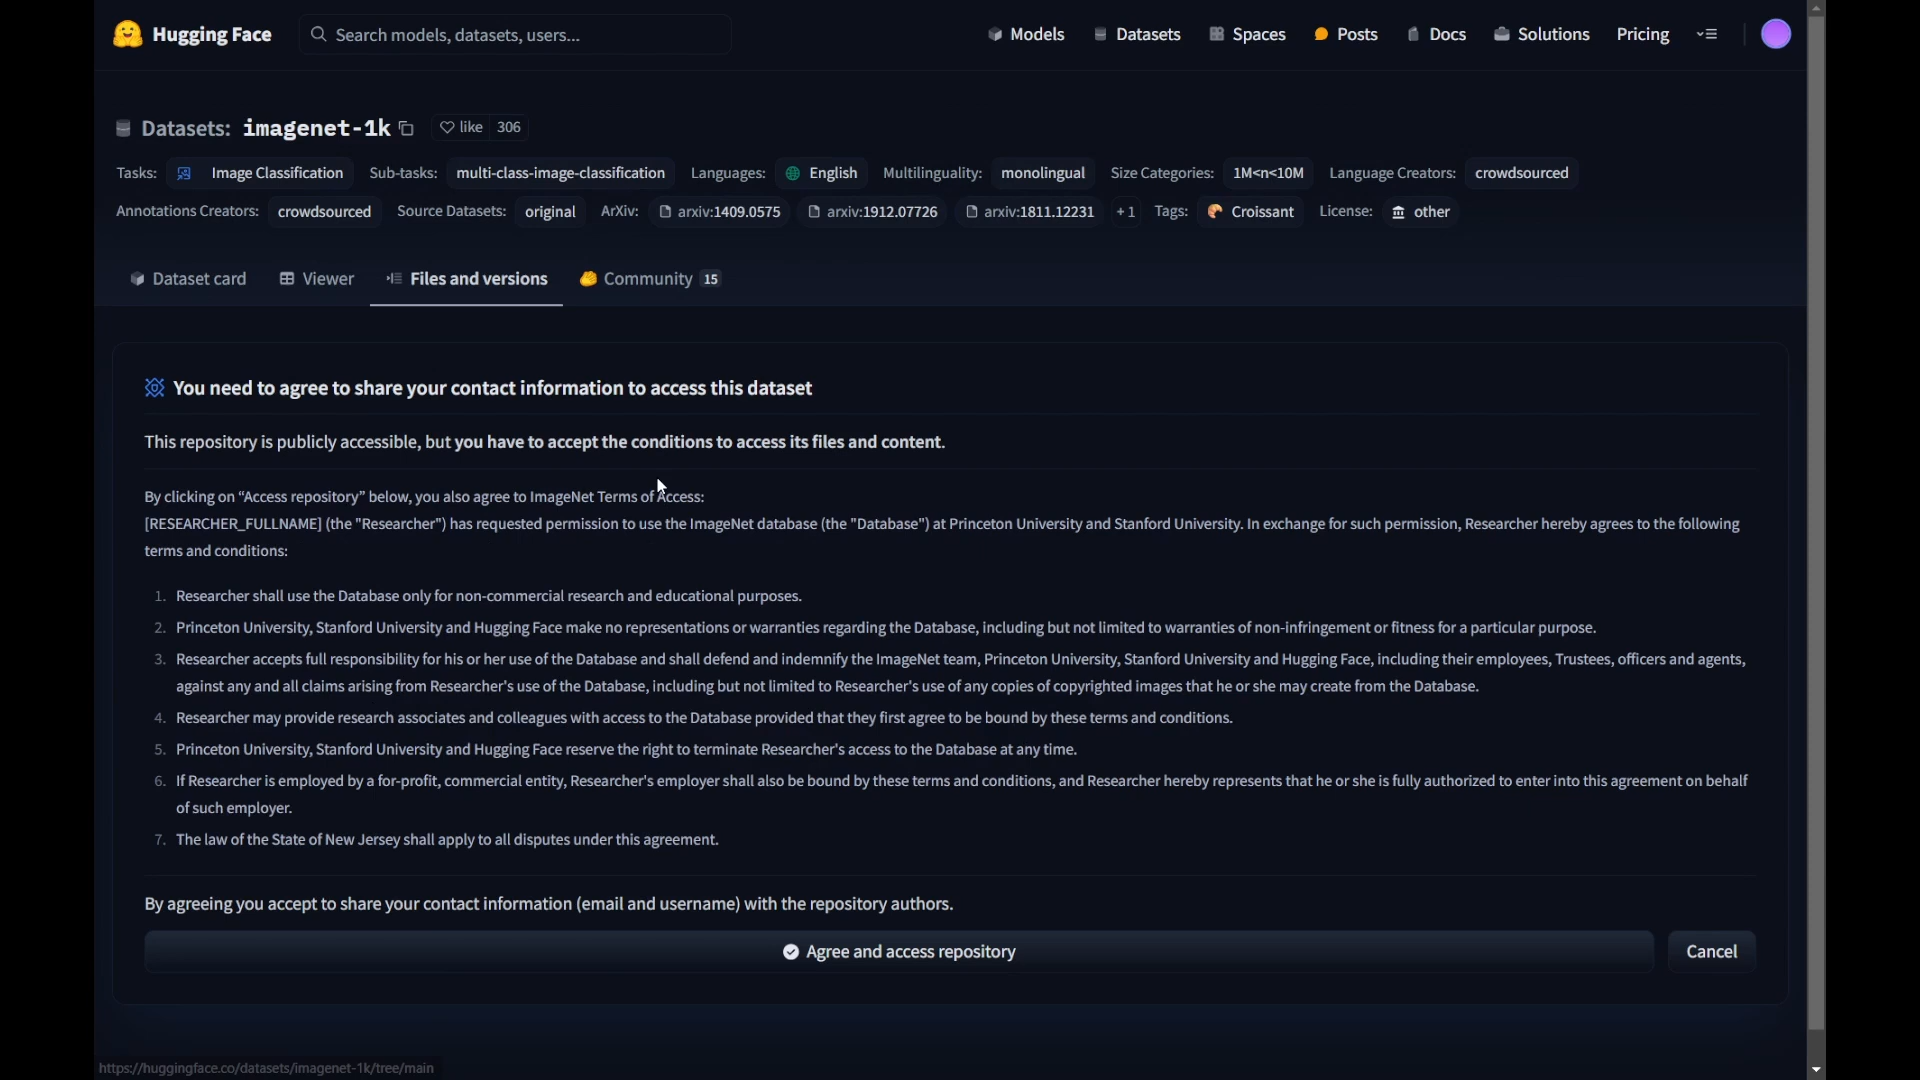 Hugging Face
Search models, datasets, users...
Models
Datasets
Spaces
Posts
Docs
Solutions
Pricing
Datasets: imagenet-1k
like 306
Tasks: Image Classification Sub-tasks: multi-class-image-classification Languages: English Multilinguality: monolingual Size Categories: 1M<n<10M Language Creators: crowdsourced
Annotations Creators: crowdsourced Source Datasets: original ArXiv: arxiv:1409.0575 arxiv:1912.07726 arxiv:1811.12231 +1 Tags: Croissant License: other
Dataset card
Viewer
Files and versions
Community 15
You need to agree to share your contact information to access this dataset
This repository is publicly accessible, but you have to accept the conditions to access its files and content.
By clicking on “Access repository” below, you also agree to ImageNet Terms of Access:
[RESEARCHER_FULLNAME] (the "Researcher") has requested permission to use the ImageNet database (the "Database") at Princeton University and Stanford University. In exchange for such permission, Researcher hereby agrees to the following
terms and conditions:
1. Researcher shall use the Database only for non-commercial research and educational purposes.
2. Princeton University, Stanford University and Hugging Face make no representations or warranties regarding the Database, including but not limited to warranties of non-infringement or fitness for a particular purpose.
3. Researcher accepts full responsibility for his or her use of the Database and shall defend and indemnify the ImageNet team, Princeton University, Stanford University and Hugging Face, including their employees, Trustees, officers and agents,
against any and all claims arising from Researcher's use of the Database, including but not limited to Researcher's use of any copies of copyrighted images that he or she may create from the Database.
4. Researcher may provide research associates and colleagues with access to the Database provided that they first agree to be bound by these terms and conditions.
5. Princeton University, Stanford University and Hugging Face reserve the right to terminate Researcher's access to the Database at any time.
6. If Researcher is employed by a for-profit, commercial entity, Researcher's employer shall also be bound by these terms and conditions, and Researcher hereby represents that he or she is fully authorized to enter into this agreement on behalf
of such employer.
7. The law of the State of New Jersey shall apply to all disputes under this agreement.
By agreeing you accept to share your contact information (email and username) with the repository authors.
Agree and access repository
Cancel
https://huggingface.co/datasets/imagenet-1k/tree/main